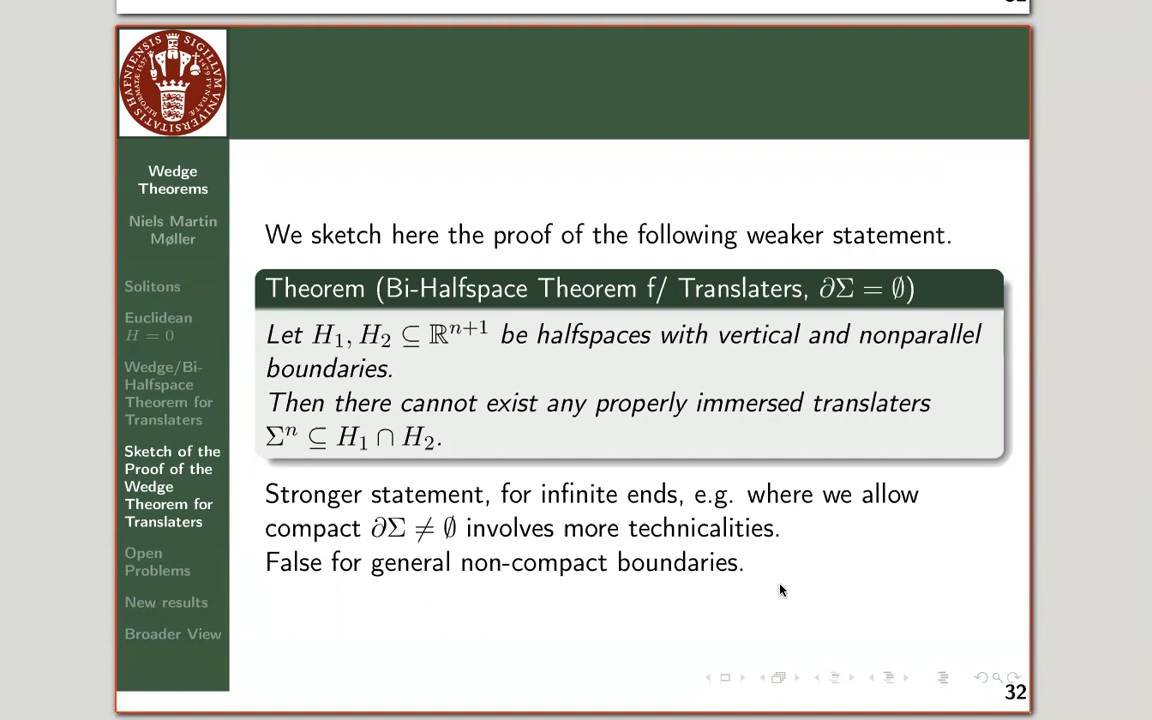 Wedge
Theorems
Niels Martin
Møller
Solitons
Euclidean
H = 0
Wedge/Bi-
Halfspace
Theorem for
Translaters
Sketch of the
Proof of the
Wedge
Theorem for
Translaters
Open
Problems
New results
Broader View
We sketch here the proof of the following weaker statement.
Theorem (Bi-Halfspace Theorem f/ Translaters, ∂Σ = ∅)
Let H₁, H₂ ⊆ ℝⁿ⁺¹ be halfspaces with vertical and nonparallel
boundaries.
Then there cannot exist any properly immersed translaters
Σⁿ ⊆ H₁ ∩ H₂.
Stronger statement, for infinite ends, e.g. where we allow
compact ∂Σ ≠ ∅ involves more technicalities.
False for general non-compact boundaries.
32